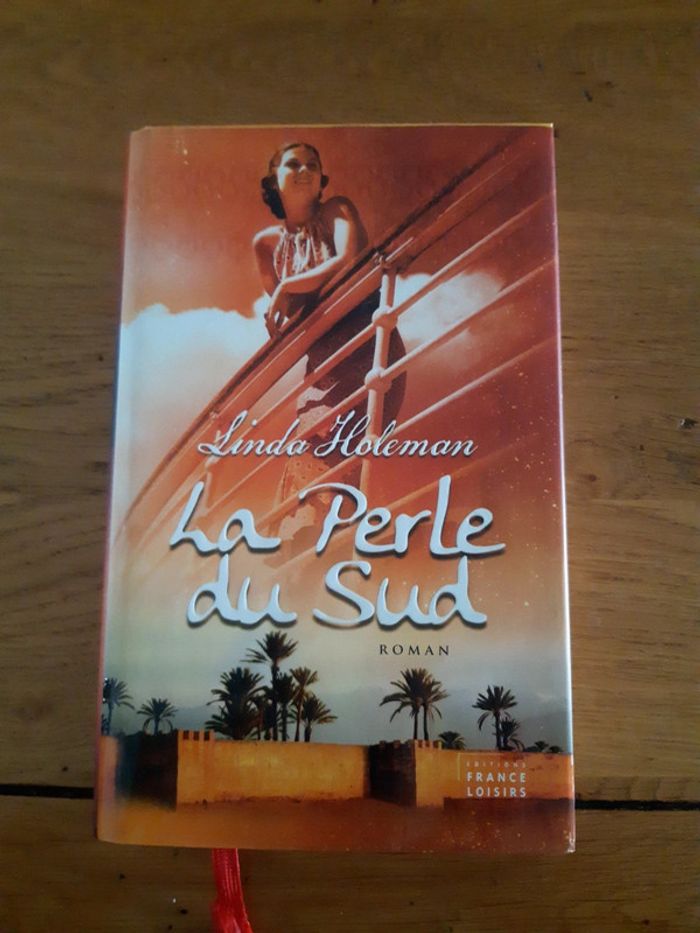 Linda Holeman
La Perle
du Sud
ROMAN
ÉDITIONS
FRANCE
LOISIRS